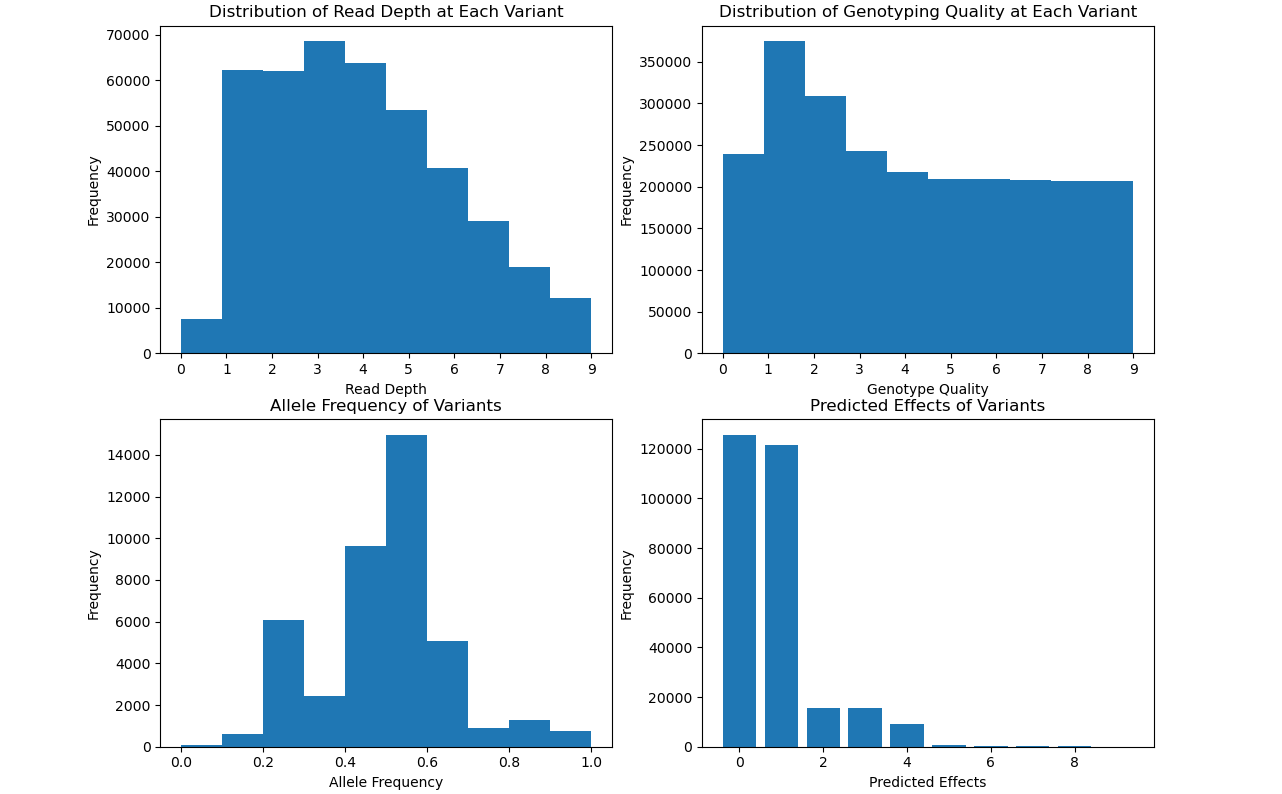 Distribution of Read Depth at Each Variant
70000
60000
50000
40000
30000
20000
10000
0
Frequency
0 1 2 3 4 5 6 7 8 9
Read Depth
Distribution of Genotyping Quality at Each Variant
350000
300000
250000
200000
150000
100000
50000
0
Frequency
0 1 2 3 4 5 6 7 8 9
Genotype Quality
Allele Frequency of Variants
14000
12000
10000
8000
6000
4000
2000
0
Frequency
0.0 0.2 0.4 0.6 0.8 1.0
Allele Frequency
Predicted Effects of Variants
120000
100000
80000
60000
40000
20000
0
Frequency
0 2 4 6 8
Predicted Effects